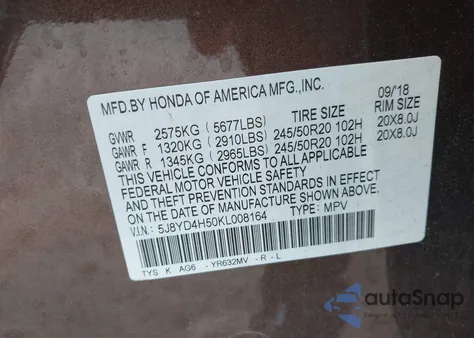 MFD.BY HONDA OF AMERICA MFG.,INC. 09/'18
TIRE SIZE RIM SIZE
GVWR 2575KG ( 5677LBS)
GAWR F 1320KG ( 2910LBS) 245/50R20 102H 20X8.0J
GAWR R 1345KG ( 2965LBS) 245/50R20 102H 20X8.0J
THIS VEHICLE CONFORMS TO ALL APPLICABLE
FEDERAL MOTOR VEHICLE SAFETY
AND THEFT PREVENTION STANDARDS IN EFFECT
ON THE DATE OF MANUFACTURE SHOWN ABOVE.
V.I.N.: 5J8YD4H50KL008164 TYPE: MPV
TYS K AG6 - YR632MV - R - L
autoSnap